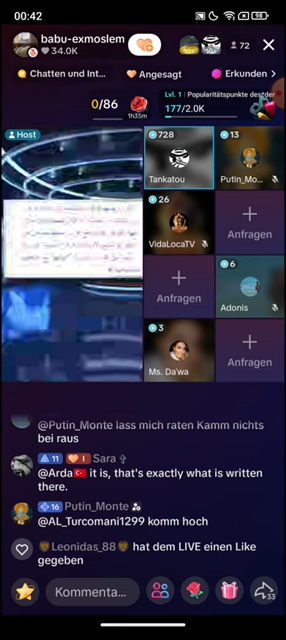 00:42
98
babu-exmoslem
34.0K
72
Chatten und Int...
Angesagt
Erkunden >
0/86
1h35m
Lvl. 1 | Popularitätspunkte des
177/2.0K
Host
728
Tankatou
13
Putin_Mo...
26
VidaLocaTV
Anfragen
Anfragen
6
Adonis
3
Ms. Da'wa
Anfragen
@Putin_Monte lass mich raten Kamm nichts
bei raus
11 I Sara ✞
@Arda🇹🇷 it is, that's exactly what is written
there.
16 Putin_Monte
@AL_Turcomani1299 komm hoch
🦁Leonidas_88🦁 hat dem LIVE einen Like
gegeben
Kommenta...
33